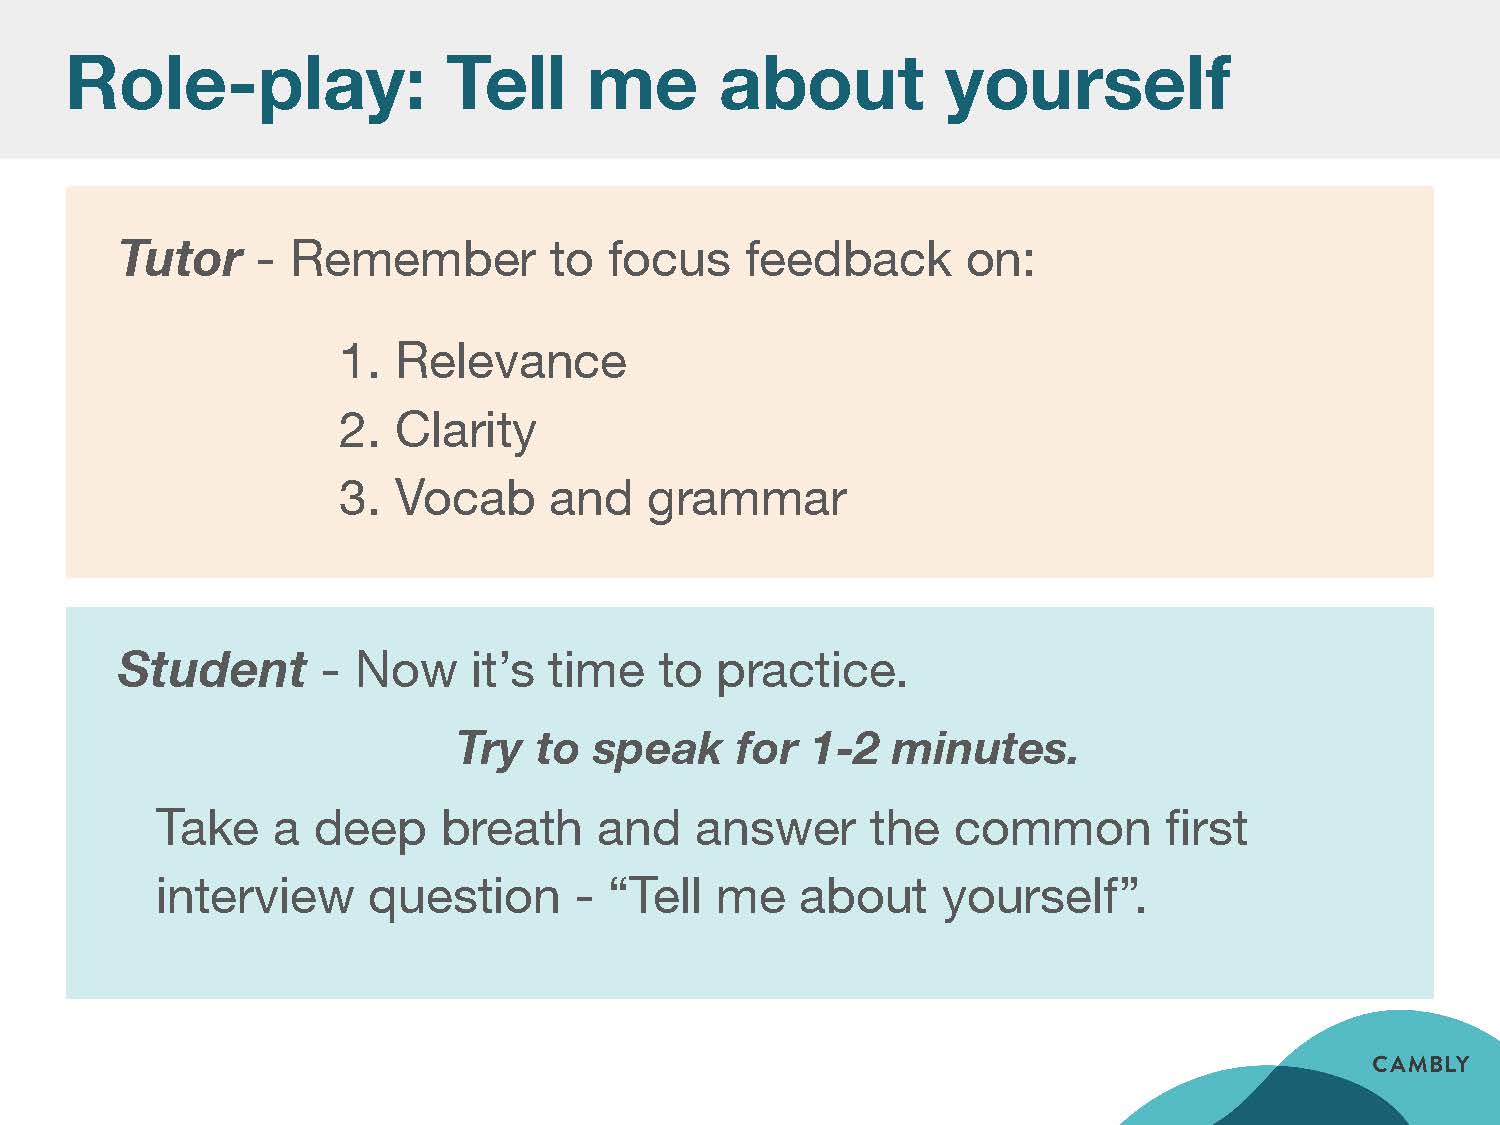 Role-play: Tell me about yourself
Tutor - Remember to focus feedback on:
1. Relevance
2. Clarity
3. Vocab and grammar
Student - Now it’s time to practice.
Try to speak for 1-2 minutes.
Take a deep breath and answer the common first
interview question - “Tell me about yourself”.
CAMBLY